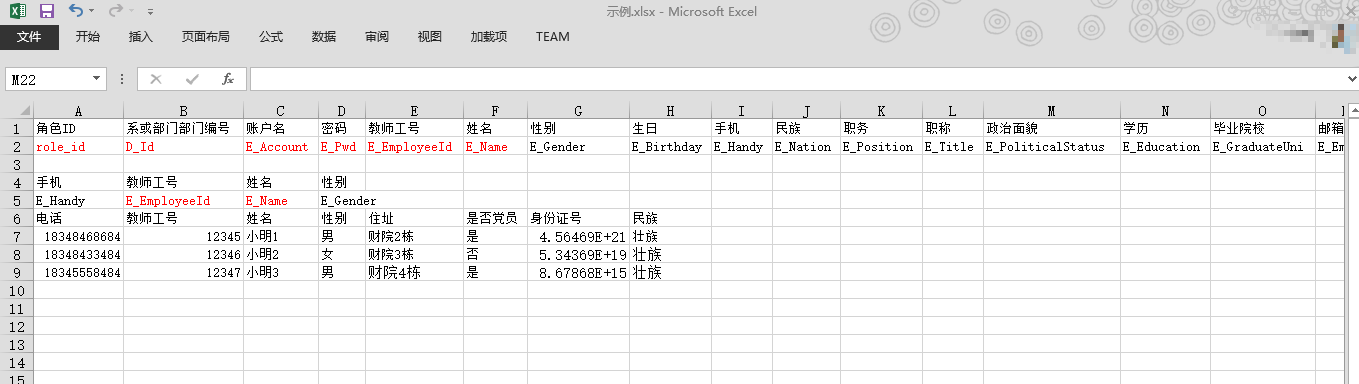 示例.xlsx - Microsoft Excel
文件 开始 插入 页面布局 公式 数据 审阅 视图 加载项 TEAM
M22 fx
A B C D E F G H I J K L M N O
1 角色ID 系或部门部门编号 账户名 密码 教师工号 姓名 性别 生日 手机 民族 职务 职称 政治面貌 学历 毕业院校 邮箱
2 role_id D_Id E_Account E_Pwd E_EmployeeId E_Name E_Gender E_Birthday E_Handy E_Nation E_Position E_Title E_PoliticalStatus E_Education E_GraduateUni E_Em
3
4 手机 教师工号 姓名 性别
5 E_Handy E_EmployeeId E_Name E_Gender
6 电话 教师工号 姓名 性别 住址 是否党员 身份证号 民族
7 18348468684 12345 小明1 男 财院2栋 是 4.56469E+21 壮族
8 18348433484 12346 小明2 女 财院3栋 否 5.34369E+19 壮族
9 18345558484 12347 小明3 男 财院4栋 是 8.67868E+15 壮族
10
11
12
13
14
15